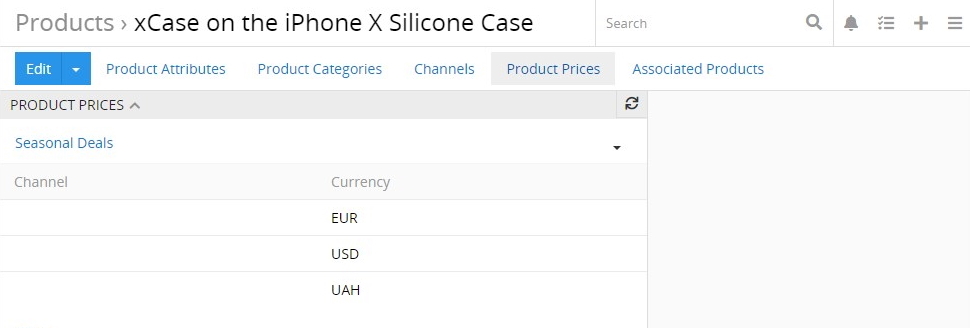 Products › xCase on the iPhone X Silicone Case Search
Edit Product Attributes Product Categories Channels Product Prices Associated Products
PRODUCT PRICES
Seasonal Deals
Channel Currency
EUR
USD
UAH